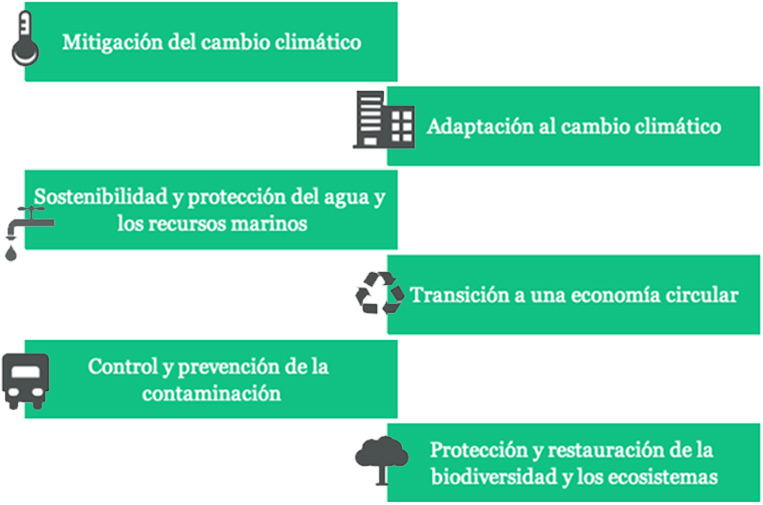 Mitigación del cambio climático
Adaptación al cambio climático
Sostenibilidad y protección del agua y
los recursos marinos
Transición a una economía circular
Control y prevención de la
contaminación
Protección y restauración de la
biodiversidad y los ecosistemas